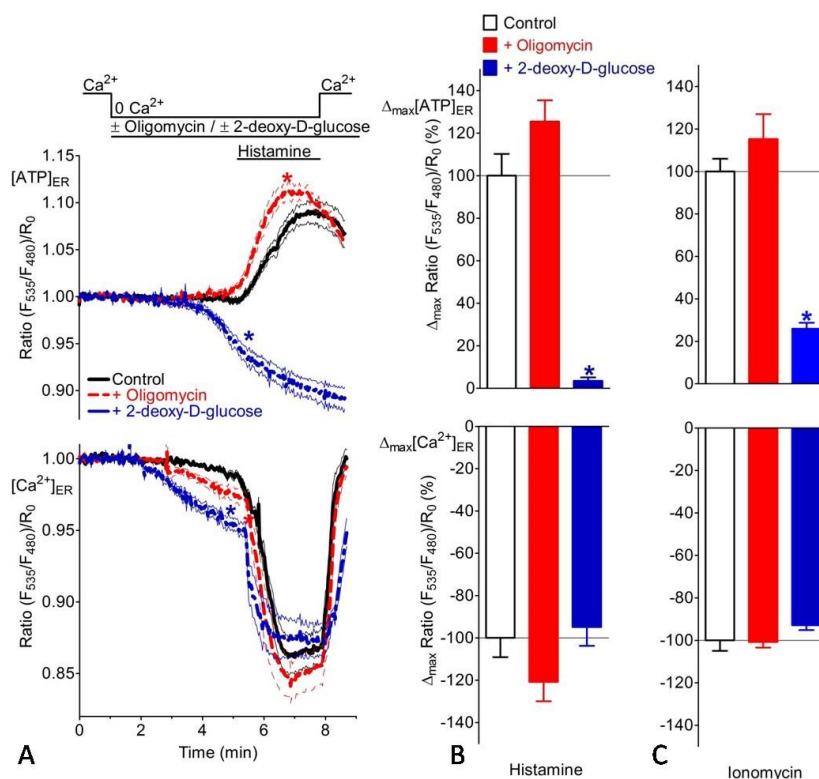 Control
+ Oligomycin
+ 2-deoxy-D-glucose
Ca²⁺
Ca²⁺
0 Ca²⁺
± Oligomycin / ± 2-deoxy-D-glucose
Histamine
[ATP]ER
Ratio (F₅₃₅/F₄₈₀)/R₀
1.15
1.10
1.05
1.00
0.95
0.90
*
*
Control
+ Oligomycin
+ 2-deoxy-D-glucose
[Ca²⁺]ER
Ratio (F₅₃₅/F₄₈₀)/R₀
1.00
0.95
0.90
0.85
*
0 2 4 6 8
Time (min)
A
Δmax[ATP]ER
Δmax Ratio (F₅₃₅/F₄₈₀)/R₀ (%)
140
120
100
80
60
40
20
0
*
Δmax[Ca²⁺]ER
Δmax Ratio (F₅₃₅/F₄₈₀)/R₀ (%)
0
-20
-40
-60
-80
-100
-120
-140
B
Histamine
140
120
100
80
60
40
20
0
*
0
-20
-40
-60
-80
-100
-120
-140
C
Ionomycin